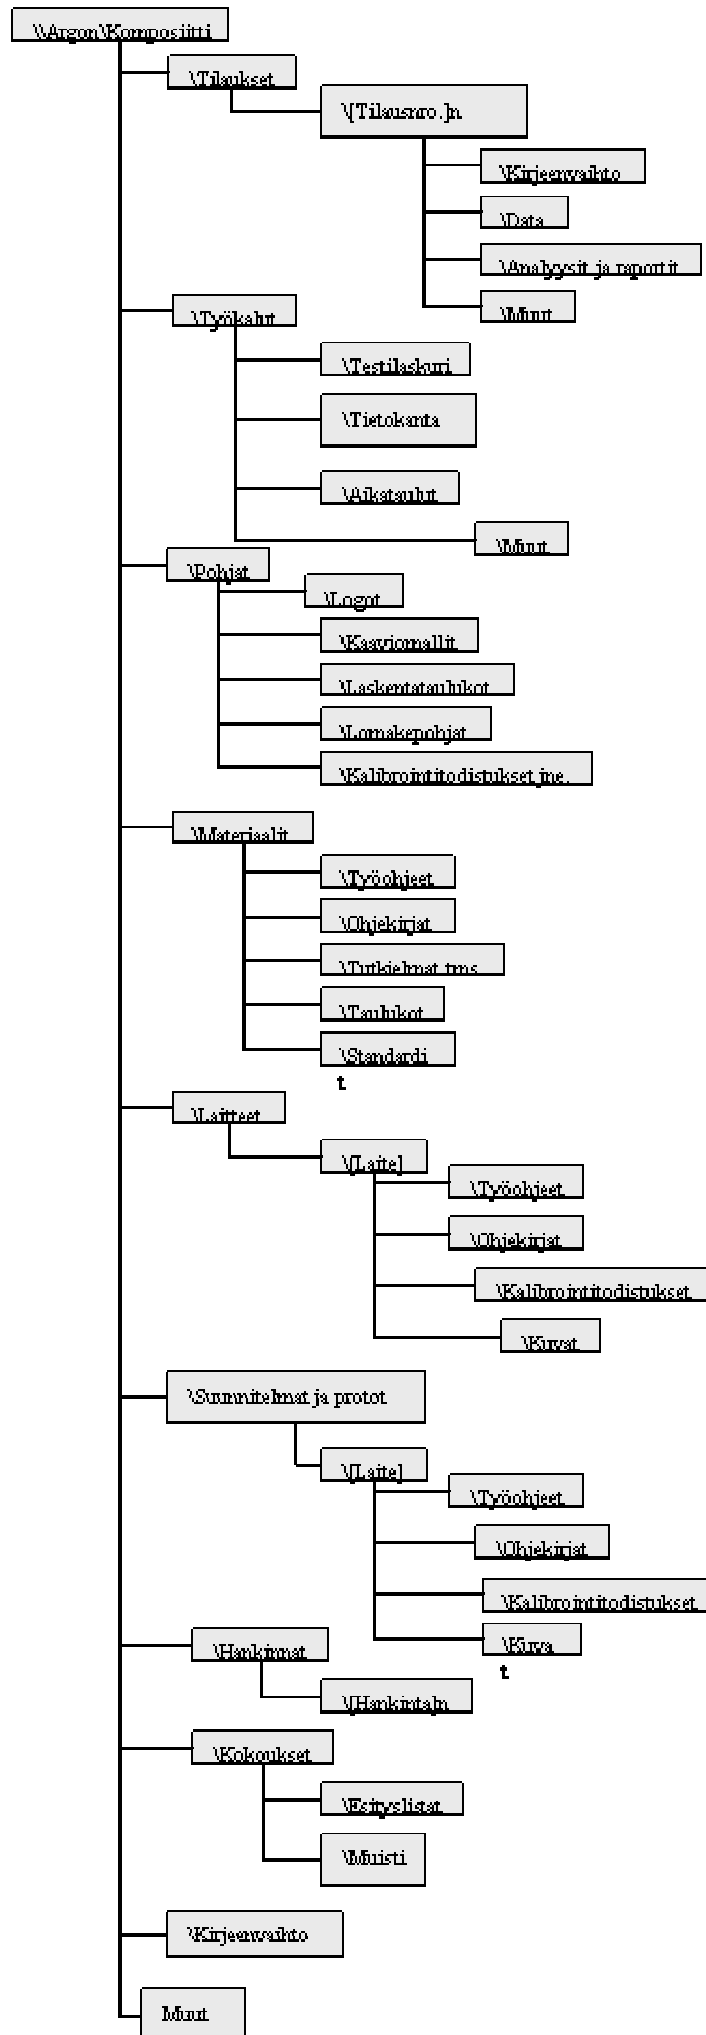 \\Argon\Komposiitti
\Tilaukset
\[Tilausnro.]n
\Kirjeenvaihto
\Data
\Analyysit ja raportit
\Muut
\Työkalut
\Testilaskuri
\Tietokanta
\Aikataulut
\Muut
\Pohjat
\Logot
\Kaaviomallit
\Laskentataulukot
\Lomakepohjat
\Kalibrointitodistukset jne.
\Materiaalit
\Työohjeet
\Ohjekirjat
\Tutkielmat tms.
\Taulukot
\Standardi
t
\Laitteet
\[Laite]
\Työohjeet
\Ohjekirjat
\Kalibrointitodistukset
\Kuvat
\Suunnitelmat ja protot
\[Laite]
\Työohjeet
\Ohjekirjat
\Kalibrointitodistukset
\Kuva
t
\Hankinnat
\[Hankinta]n
\Kokoukset
\Esityslistat
\Muisti
\Kirjeenvaihto
Muut